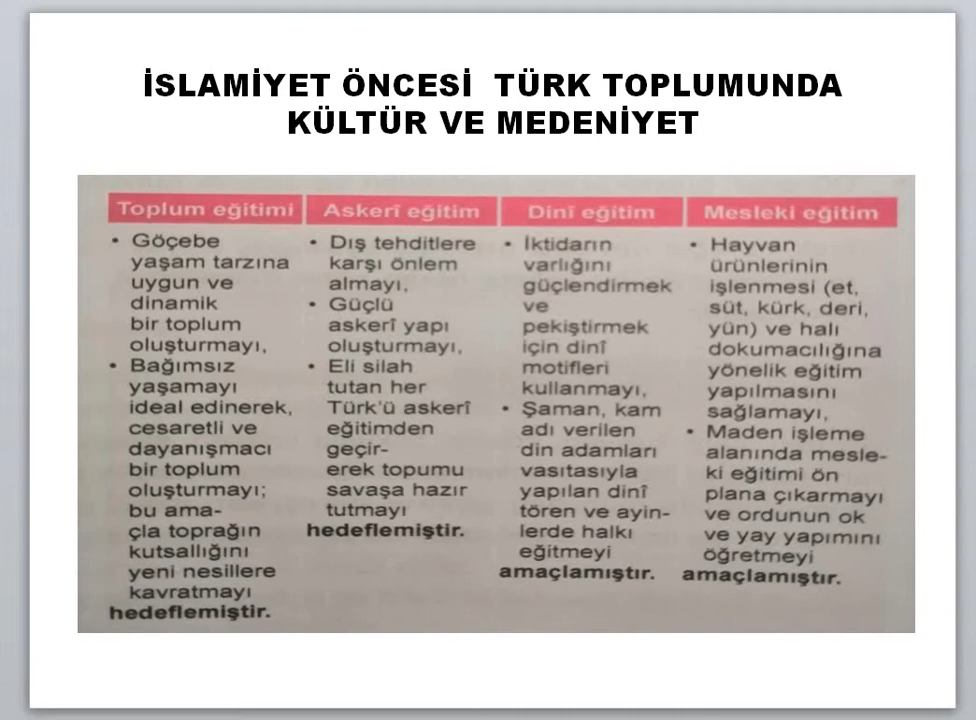 İSLAMİYET ÖNCESİ TÜRK TOPLUMUNDA
KÜLTÜR VE MEDENİYET
Toplum eğitimi
• Göçebe
yaşam tarzına
uygun ve
dinamik
bir toplum
oluşturmayı,
• Bağımsız
yaşamayı
ideal edinerek,
cesaretli ve
dayanışmacı
bir toplum
oluşturmayı;
bu ama-
çla toprağın
kutsallığını
yeni nesillere
kavratmayı
hedeflemiştir.
Askerî eğitim
• Dış tehditlere
karşı önlem
almayı,
• Güçlü
askerî yapı
oluşturmayı,
• Eli silah
tutan her
Türk'ü askerî
eğitimden
geçir-
erek topumu
savaşa hazır
tutmayı
hedeflemiştir.
Dinî eğitim
• İktidarın
varlığını
güçlendirmek
ve
pekiştirmek
için dinî
motifleri
kullanmayı,
• Şaman, kam
adı verilen
din adamları
vasıtasıyla
yapılan dinî
tören ve ayin-
lerde halkı
eğitmeyi
amaçlamıştır.
Mesleki eğitim
• Hayvan
ürünlerinin
işlenmesi (et,
süt, kürk, deri,
yün) ve halı
dokumacılığına
yönelik eğitim
yapılmasını
sağlamayı,
• Maden işleme
alanında mesle-
ki eğitimi ön
plana çıkarmayı
ve ordunun ok
ve yay yapımını
öğretmeyi
amaçlamıştır.